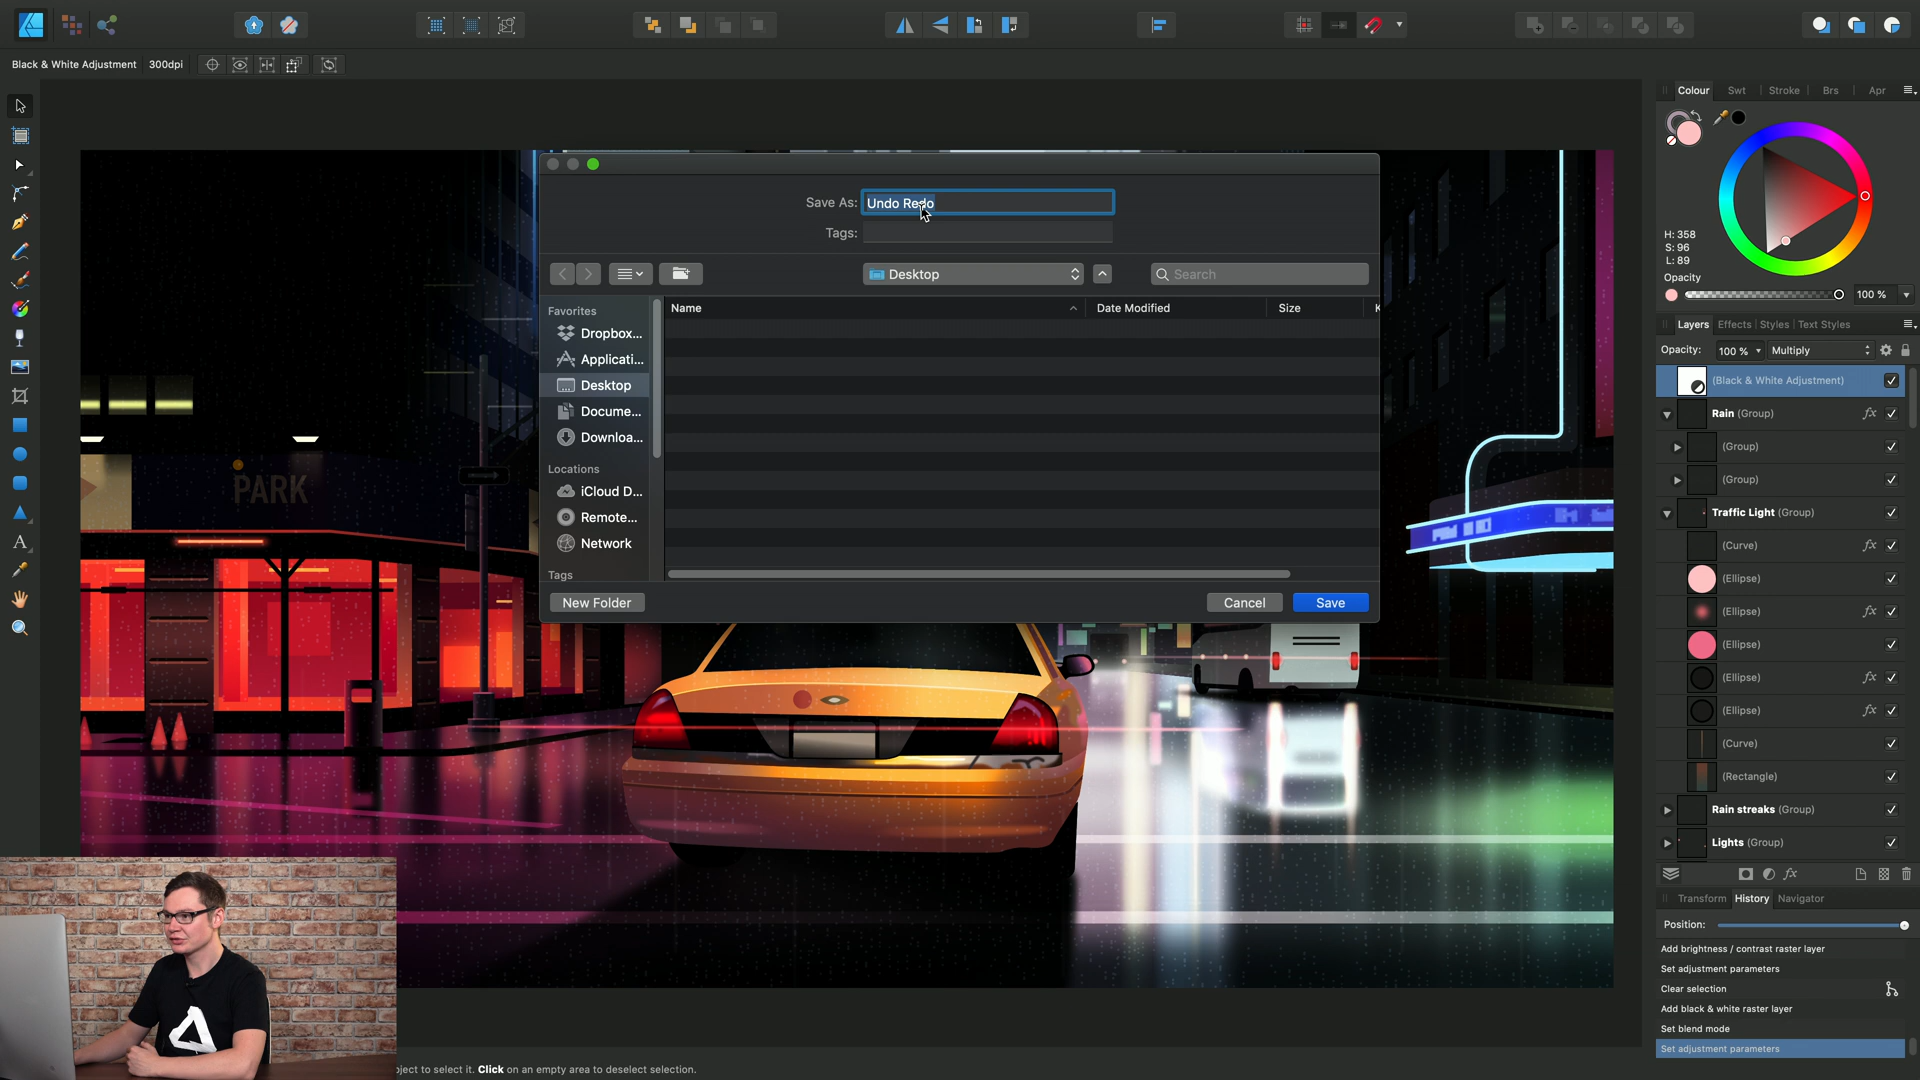 Black & White Adjustment 300dpi
Save As: Undo Redo
Tags:
Desktop
Search
Favorites
Dropbox...
Applicati...
Desktop
Docume...
Downloa...
Locations
iCloud D...
Remote...
Network
Tags
Name
Date Modified
Size
New Folder
Cancel
Save
PARK
Colour Swt Stroke Brs Apr
H: 358
S: 96
L: 89
Opacity
100 %
Layers Effects Styles Text Styles
Opacity: 100 % Multiply
(Black & White Adjustment)
Rain (Group)
(Group)
(Group)
Traffic Light (Group)
(Curve)
(Ellipse)
(Ellipse)
(Ellipse)
(Ellipse)
(Ellipse)
(Curve)
(Rectangle)
Rain streaks (Group)
Lights (Group)
Transform History Navigator
Position:
Add brightness / contrast raster layer
Set adjustment parameters
Clear selection
Add black & white raster layer
Set blend mode
Set adjustment parameters
ject to select it. Click on an empty area to deselect selection.